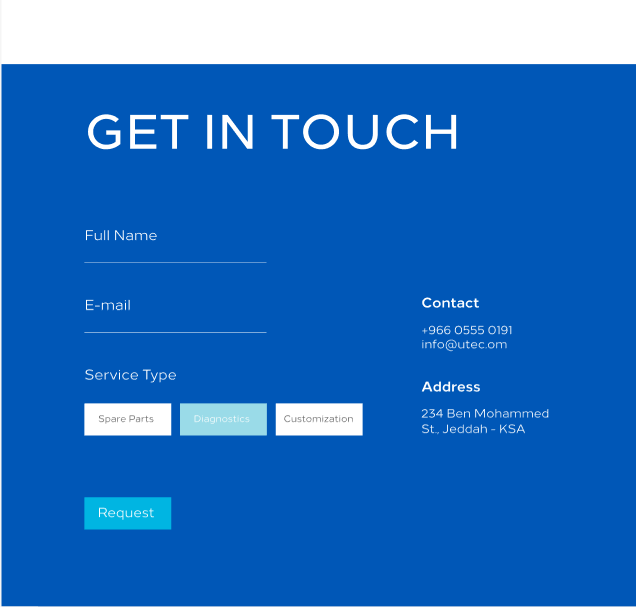 GET IN TOUCH
Full Name
E-mail
Service Type
Spare Parts
Diagnostics
Customization
Request
Contact
+966 0555 0191
info@utec.om
Address
234 Ben Mohammed
St., Jeddah - KSA